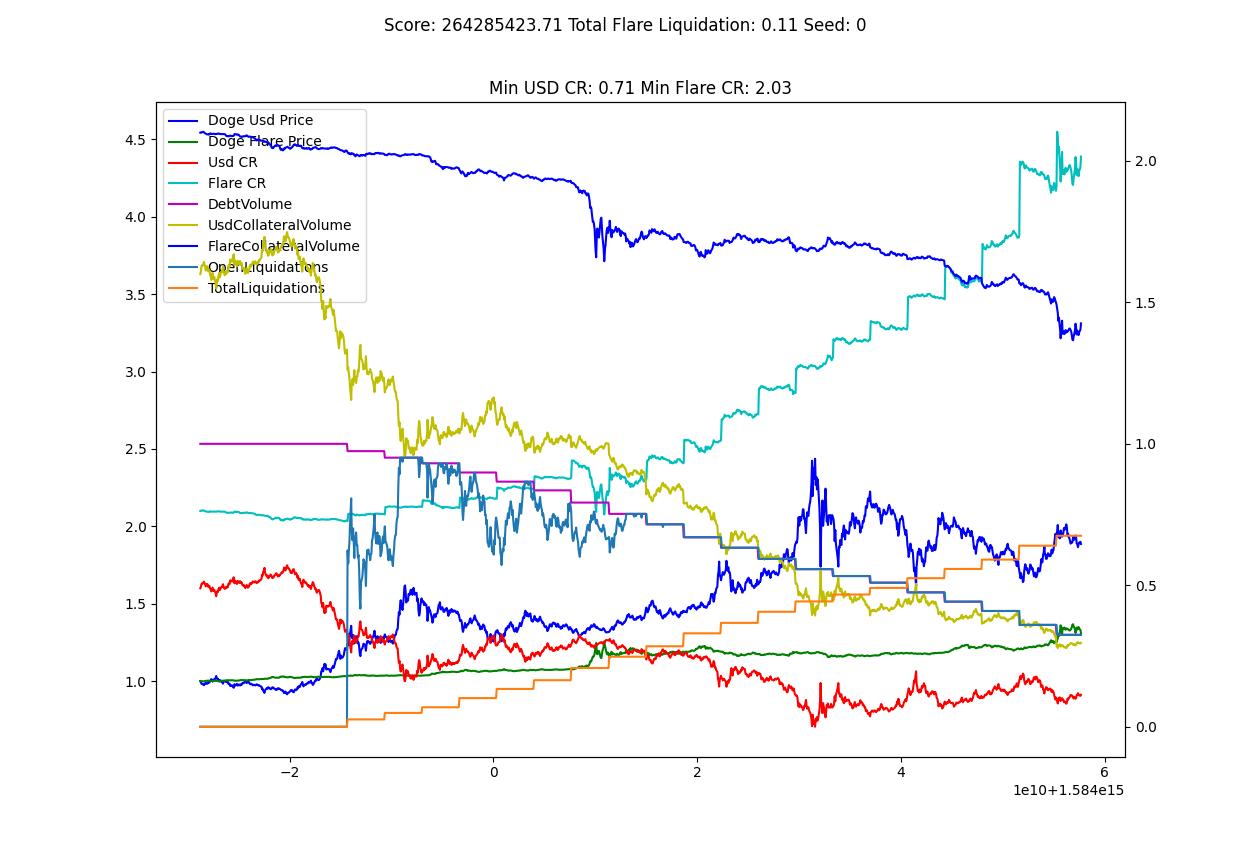 Score: 264285423.71 Total Flare Liquidation: 0.11 Seed: 0
Min USD CR: 0.71 Min Flare CR: 2.03
Doge Usd Price
Doge Flare Price
Usd CR
Flare CR
DebtVolume
UsdCollateralVolume
FlareCollateralVolume
OpenLiquidations
TotalLiquidations
4.5
4.0
3.5
3.0
2.5
2.0
1.5
1.0
2.0
1.5
1.0
0.5
0.0
−2
0
2
4
6
1e10+1.584e15